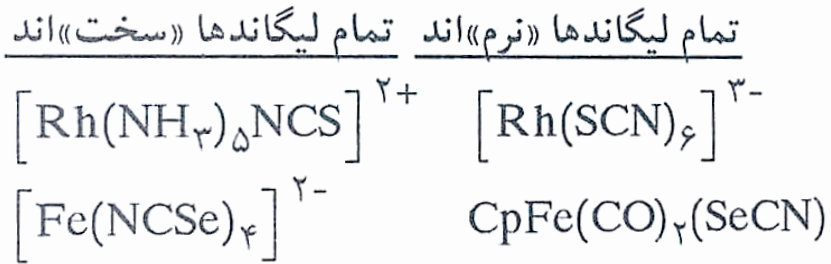 تمام لیگاندها «نرم»اند تمام لیگاندها «سخت»اند
[Rh(NH۳)۵NCS]۲+ [Rh(SCN)۶]۳-
[Fe(NCSe)۴]۲- CpFe(CO)۲(SeCN)